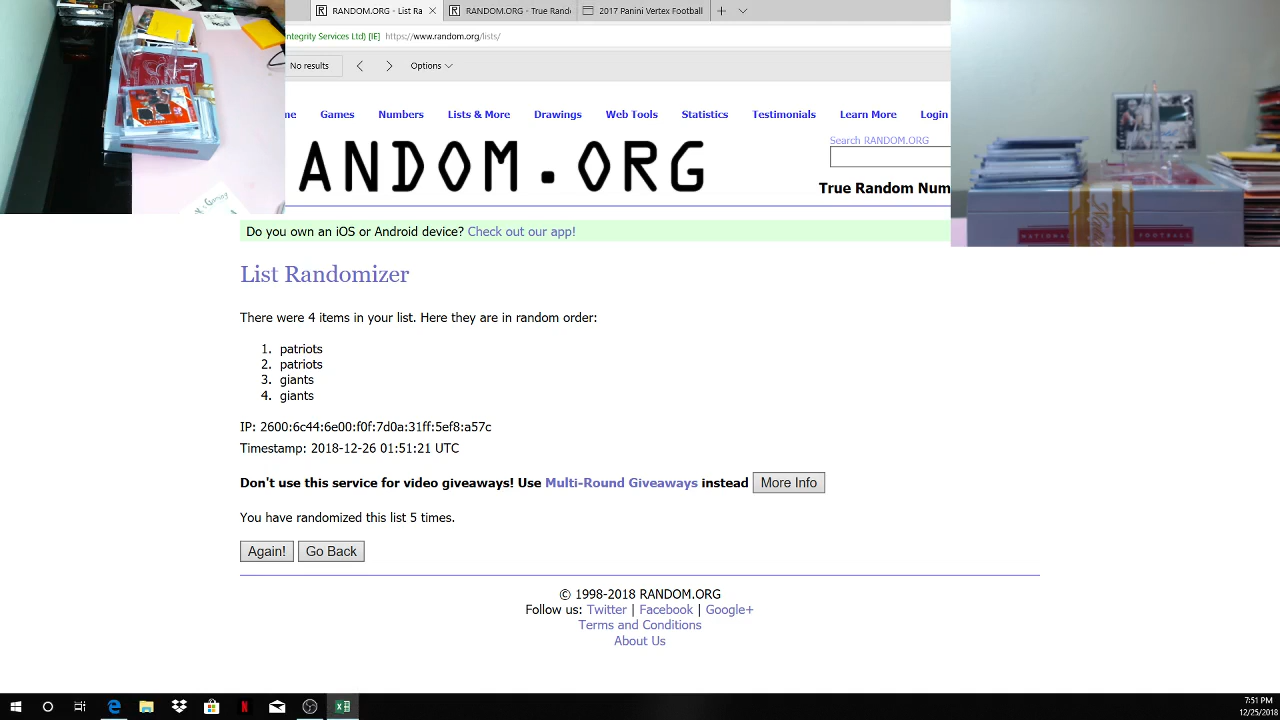 RANDOM.ORG - List Ra
RANDOM.ORG - True Rand
2017 Panini National Football
Integrity Services Ltd) [IE] https://www.random.org/lists/
No results
Options
me Games Numbers Lists & More Drawings Web Tools Statistics Testimonials Learn More Login
Search RANDOM.ORG
ANDOM.ORG
True Random Num
Do you own an iOS or Android device? Check out our app!
NATIONAL FOOTBALL
List Randomizer
There were 4 items in your list. Here they are in random order:
1. patriots
2. patriots
3. giants
4. giants
IP: 2600:6c44:6e00:f0f:7d0a:31ff:5ef8:a57c
Timestamp: 2018-12-26 01:51:21 UTC
Don't use this service for video giveaways! Use Multi-Round Giveaways instead More Info
You have randomized this list 5 times.
Again! Go Back
© 1998-2018 RANDOM.ORG
Follow us: Twitter | Facebook | Google+
Terms and Conditions
About Us
7:51 PM
12/25/2018